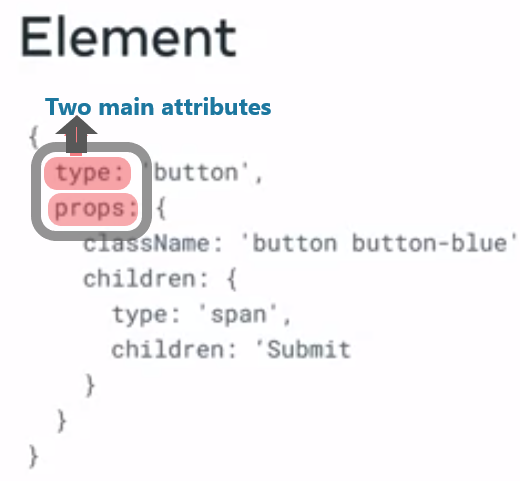 Element
Two main attributes
{
type: 'button',
props: {
className: 'button button-blue'
children: {
type: 'span',
children: 'Submit
}
}
}